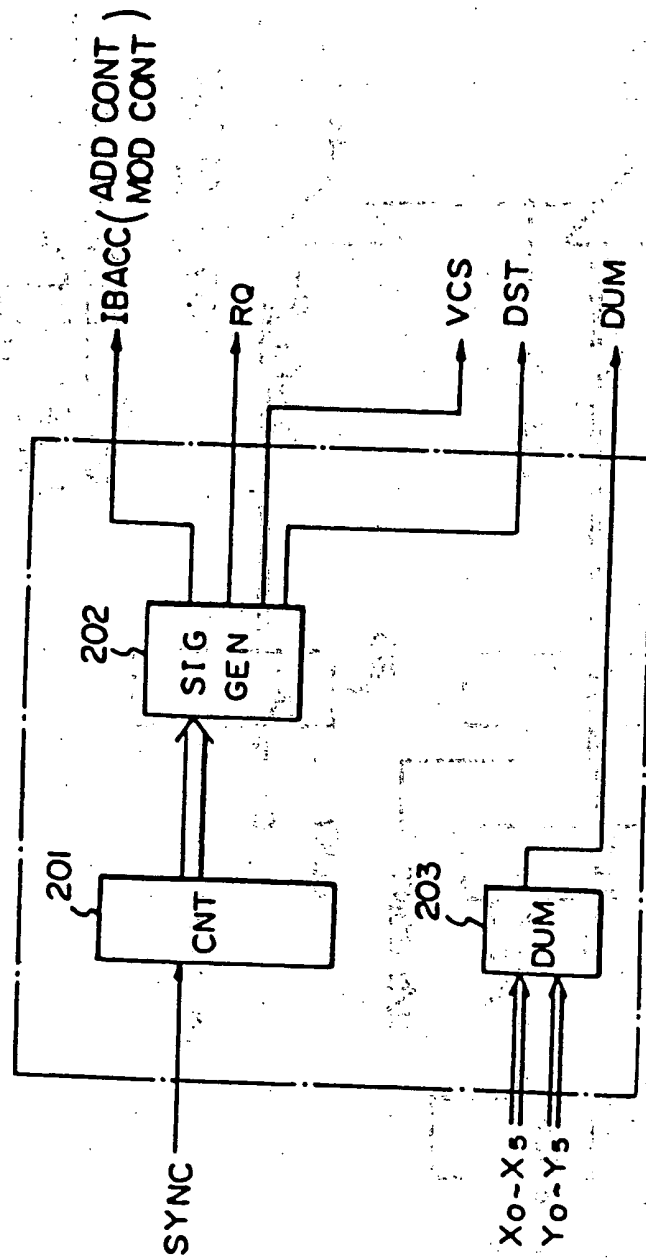 IBACC(ADD CONT
MOD CONT)
RQ
VCS
DST
DUM
202
SIG
GEN
201
CNT
203
DUM
SYNC
X0~X5
Y0~Y5